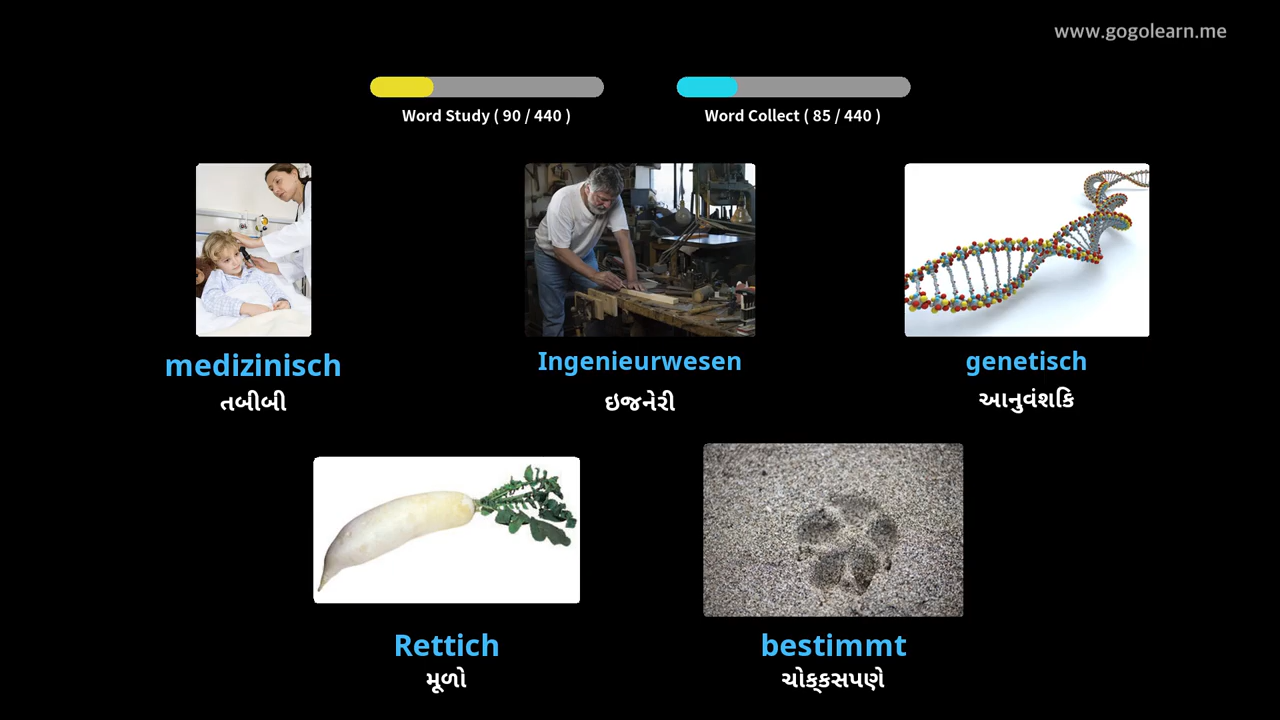 www.gogolearn.me
Word Study ( 90 / 440 )
Word Collect ( 85 / 440 )
medizinisch
તબીબી
Ingenieurwesen
ઇજનેરી
genetisch
આનુવંશિક
Rettich
મૂળો
bestimmt
ચોક્કસપણે